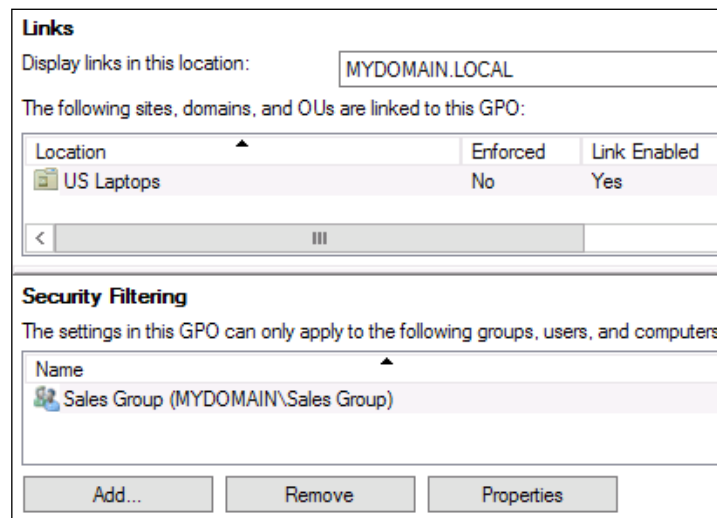 Links
Display links in this location: MYDOMAIN.LOCAL
The following sites, domains, and OUs are linked to this GPO:
Location Enforced Link Enabled
US Laptops No Yes
Security Filtering
The settings in this GPO can only apply to the following groups, users, and computers
Name
Sales Group (MYDOMAIN\Sales Group)
Add... Remove Properties